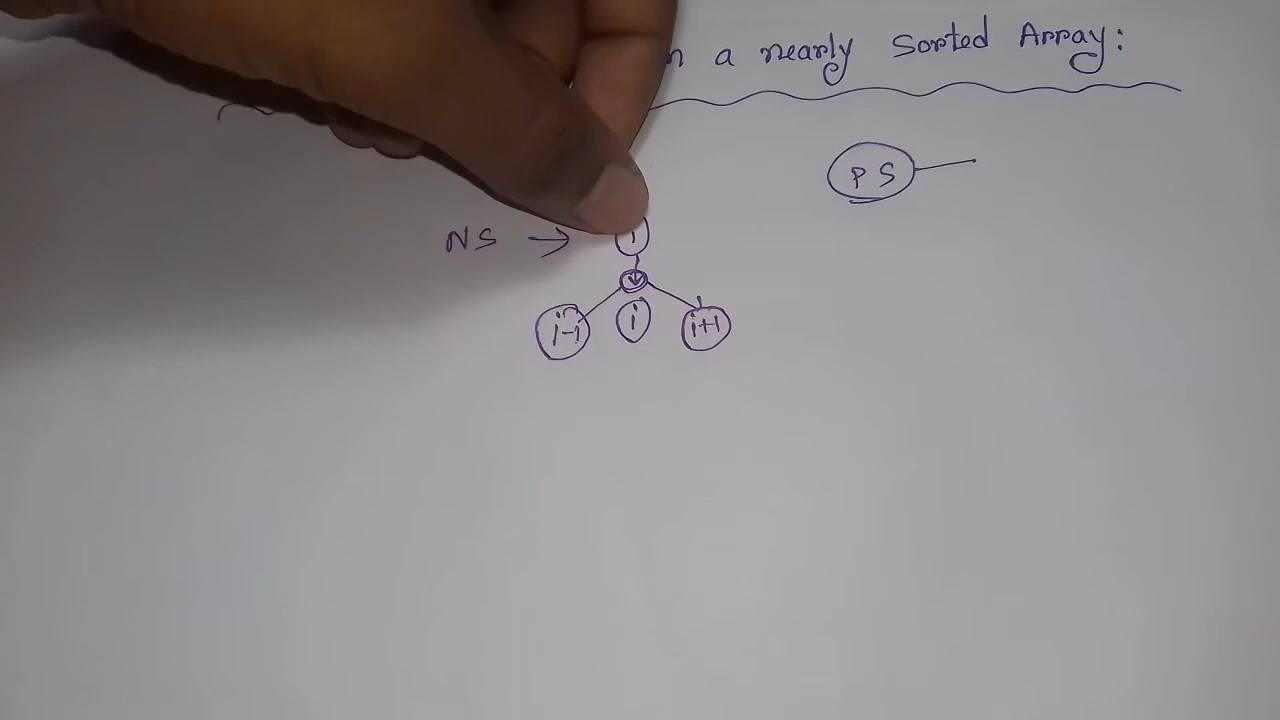 a nearly Sorted Array:
PS
NS → i
i-1 i i+1